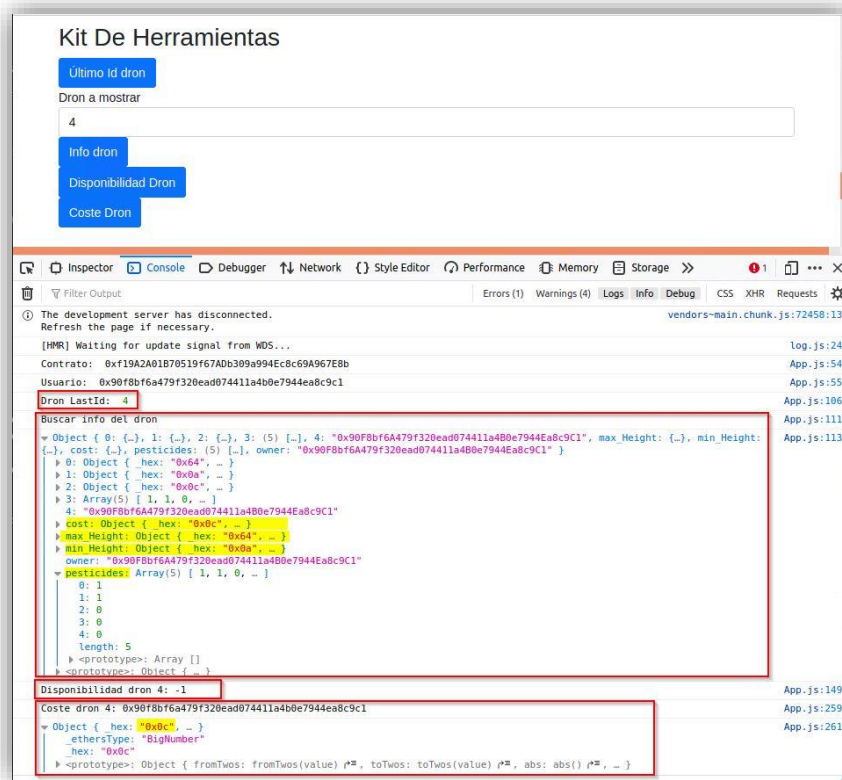 Kit De Herramientas
Último Id dron
Dron a mostrar
4
Info dron
Disponibilidad Dron
Coste Dron
Inspector Console Debugger Network {} Style Editor Performance Memory Storage 1
Filter Output Errors (1) Warnings (4) Logs Info Debug CSS XHR Requests
The development server has disconnected. vendors~main.chunk.js:72458:13
Refresh the page if necessary.
[HMR] Waiting for update signal from WDS... log.js:24
Contrato: 0xf19A2A01B70519f67ADb309a994Ec8c69A967E8b App.js:54
Usuario: 0x90f8bf6a479f320ead074411a4b0e7944ea8c9c1 App.js:55
Dron LastId: 4 App.js:106
Buscar info del dron App.js:111
Object { 0: {…}, 1: {…}, 2: {…}, 3: (5) […], 4: "0x90F8bf6A479f320ead074411a4B0e7944Ea8c9C1", max_Height: {…}, min_Height: App.js:113
{…}, cost: {…}, pesticides: (5) […], owner: "0x90F8bf6A479f320ead074411a4B0e7944Ea8c9C1" }
0: Object { _hex: "0x64", … }
1: Object { _hex: "0x0a", … }
2: Object { _hex: "0x0c", … }
3: Array(5) [ 1, 1, 0, … ]
4: "0x90F8bf6A479f320ead074411a4B0e7944Ea8c9C1"
cost: Object { _hex: "0x0c", … }
max_Height: Object { _hex: "0x64", … }
min_Height: Object { _hex: "0x0a", … }
owner: "0x90F8bf6A479f320ead074411a4B0e7944Ea8c9C1"
pesticides: Array(5) [ 1, 1, 0, … ]
0: 1
1: 1
2: 0
3: 0
4: 0
length: 5
<prototype>: Array []
<prototype>: Object { … }
Disponibilidad dron 4: -1 App.js:149
Coste dron 4: 0x90f8bf6a479f320ead074411a4b0e7944ea8c9c1 App.js:259
Object { _hex: "0x0c", … } App.js:261
_ethersType: "BigNumber"
_hex: "0x0c"
<prototype>: Object { fromTwos: fromTwos(value), toTwos: toTwos(value), abs: abs(), … }